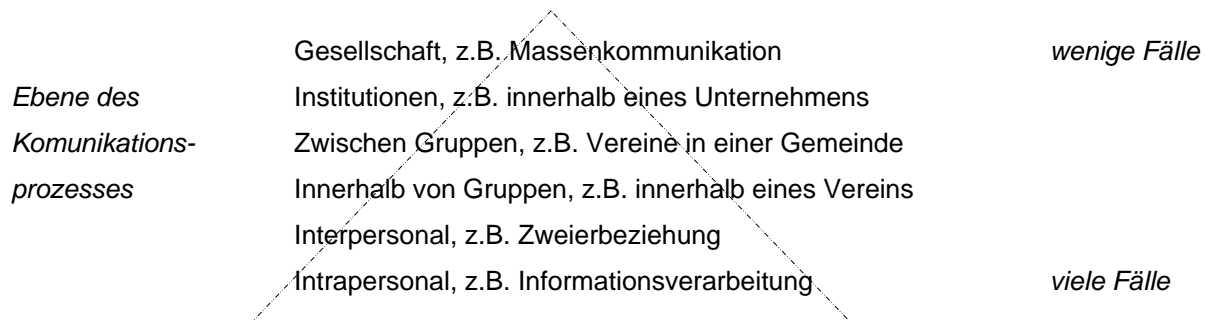 Gesellschaft, z.B. Massenkommunikation wenige Fälle
Ebene des Institutionen, z.B. innerhalb eines Unternehmens
Komunikations- Zwischen Gruppen, z.B. Vereine in einer Gemeinde
prozesses Innerhalb von Gruppen, z.B. innerhalb eines Vereins
Interpersonal, z.B. Zweierbeziehung
Intrapersonal, z.B. Informationsverarbeitung viele Fälle